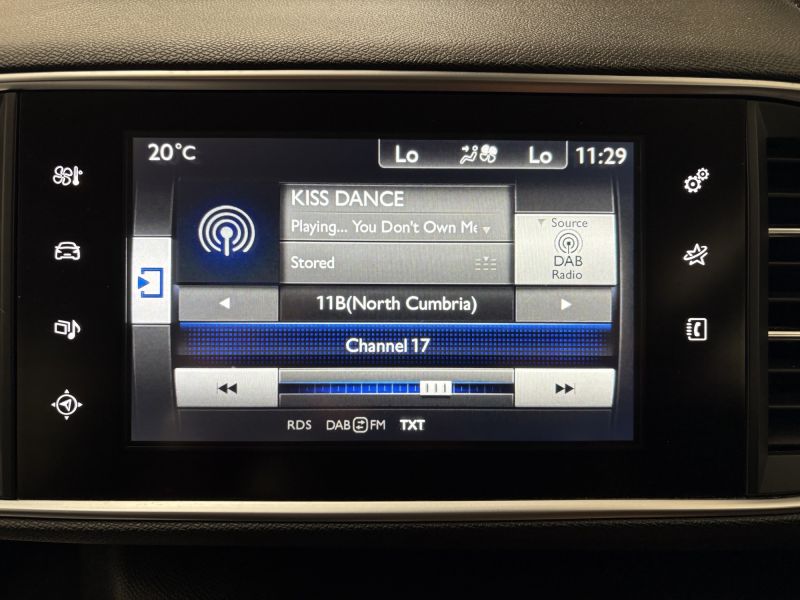 20°C
Lo Lo 11:29
KISS DANCE
Playing... You Don't Own Me
Source
Stored
DAB
Radio
11B(North Cumbria)
Channel 17
RDS DAB FM TXT